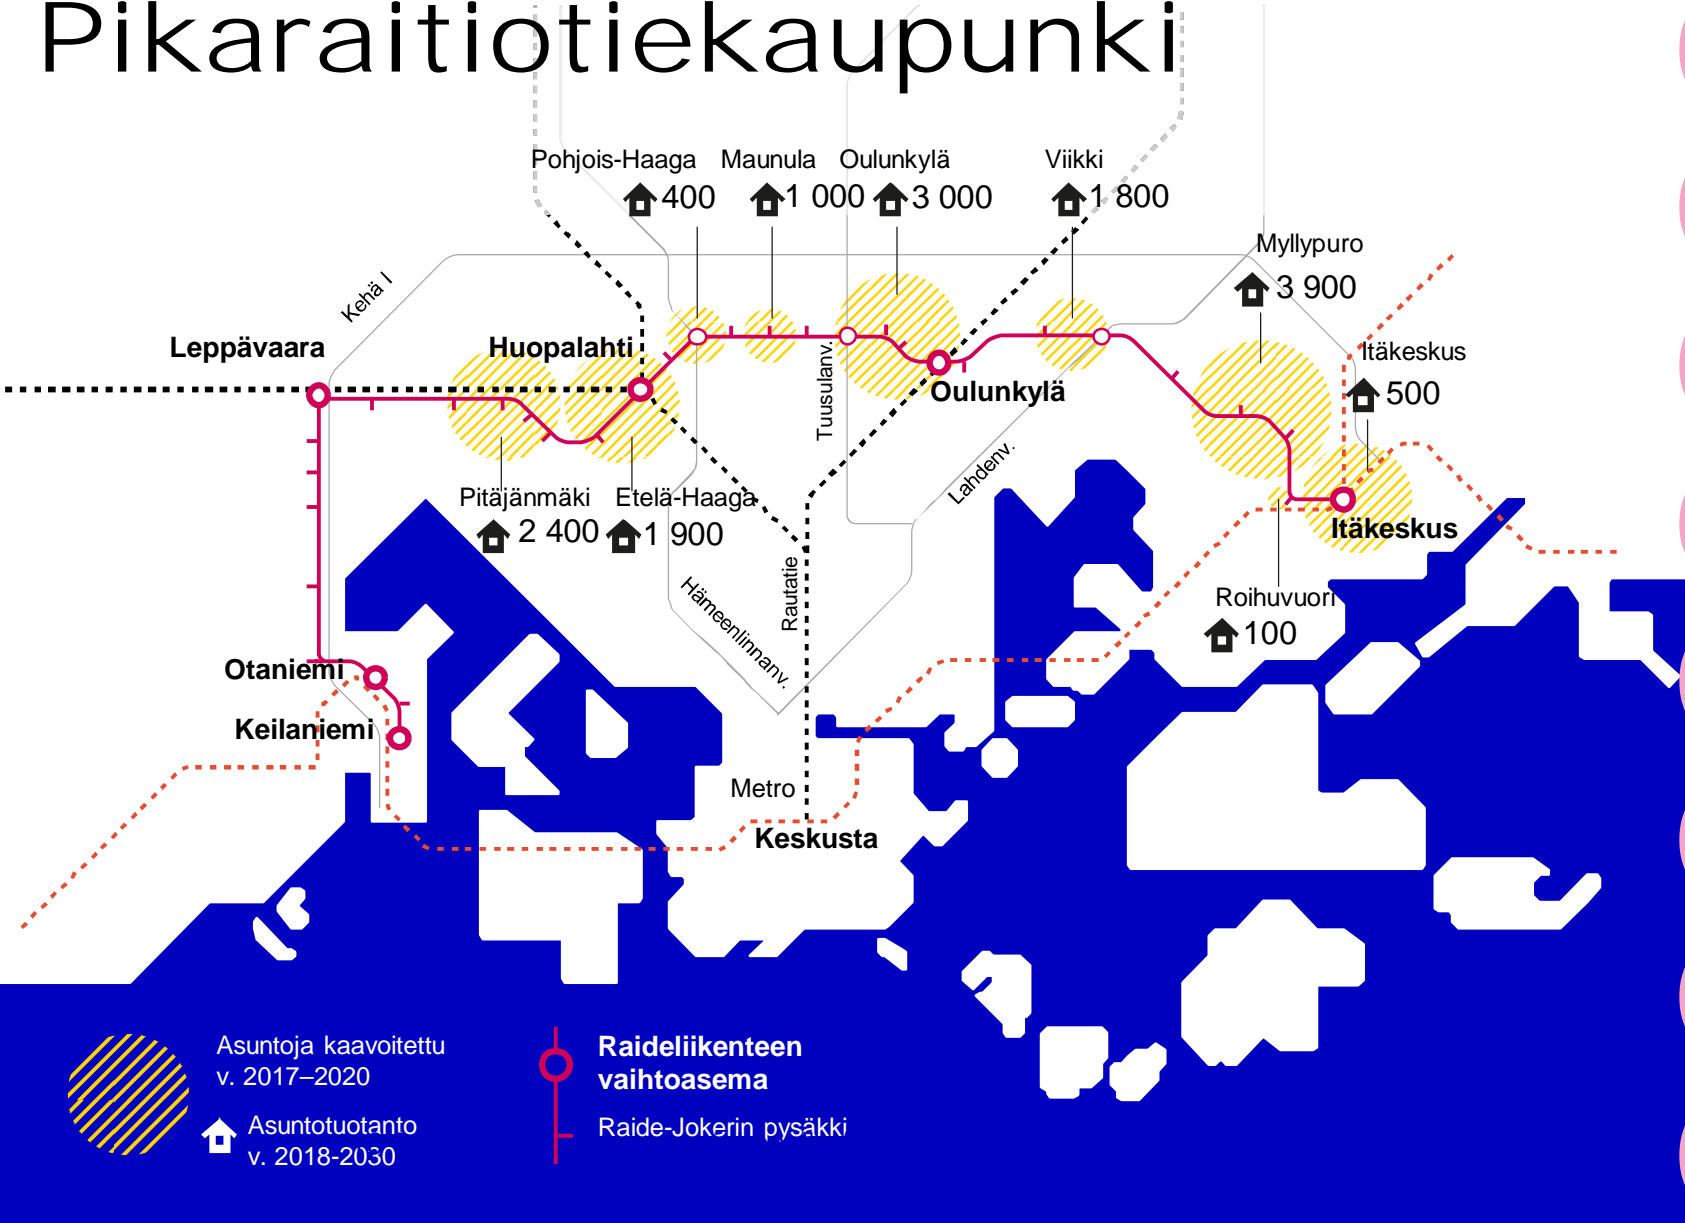 Pikaraitiotiekaupunki
Pohjois-Haaga
400
Maunula
1 000
Oulunkylä
3 000
Viikki
1 800
Myllypuro
3 900
Kehä I
Leppävaara
Huopalahti
Tuusulanv.
Oulunkylä
Itäkeskus
500
Lahdenv.
Pitäjänmäki
2 400
Etelä-Haaga
1 900
Itäkeskus
Rautatie
Hämeenlinnanv.
Roihuvuori
100
Otaniemi
Keilaniemi
Metro
Keskusta
Asuntoja kaavoitettu
v. 2017–2020
Asuntotuotanto
v. 2018-2030
Raideliikenteen
vaihtoasema
Raide-Jokerin pysäkki